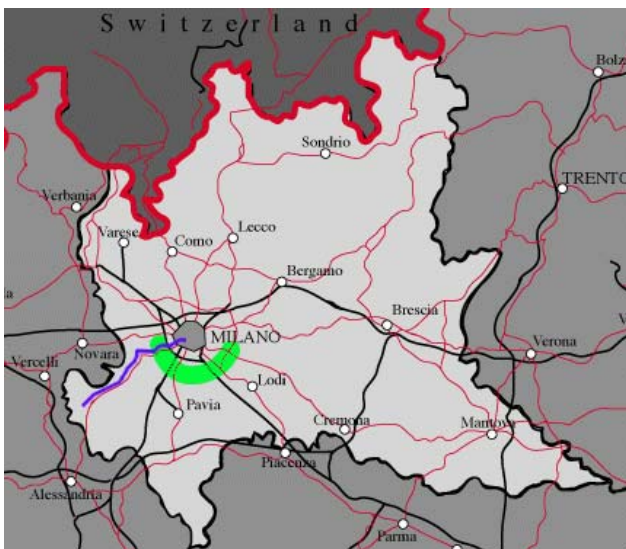 Switzerland
Bolz
Sondrio
TRENTO
Verbania
Varese
Como
Lecco
Bergamo
Brescia
MILANO
Novara
Verona
Vercelli
Lodi
Pavia
Cremona
Mantova
Piacenza
Alessandria
Parma